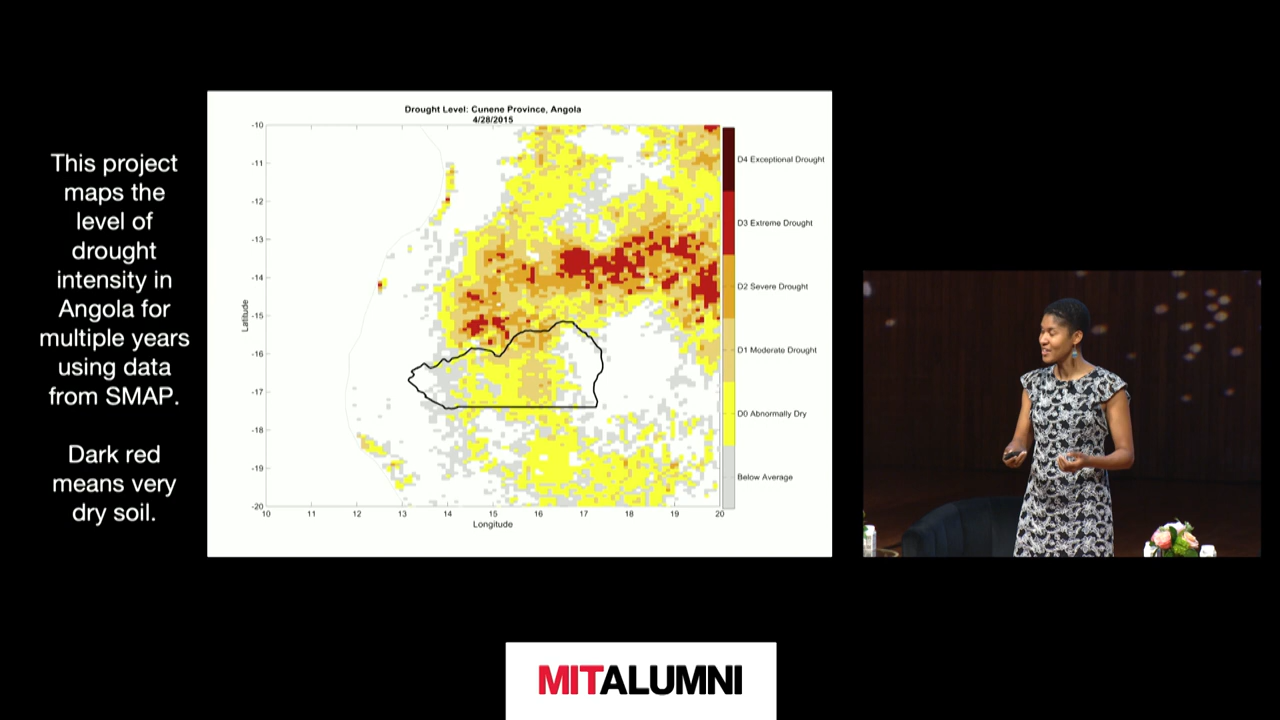 This project
maps the
level of
drought
intensity in
Angola for
multiple years
using data
from SMAP.
Dark red
means very
dry soil.
Drought Level: Cunene Province, Angola
4/28/2015
Latitude
-10
-11
-12
-13
-14
-15
-16
-17
-18
-19
-20
10
11
12
13
14
15
16
17
18
19
20
Longitude
D4 Exceptional Drought
D3 Extreme Drought
D2 Severe Drought
D1 Moderate Drought
D0 Abnormally Dry
Below Average
MITALUMNI